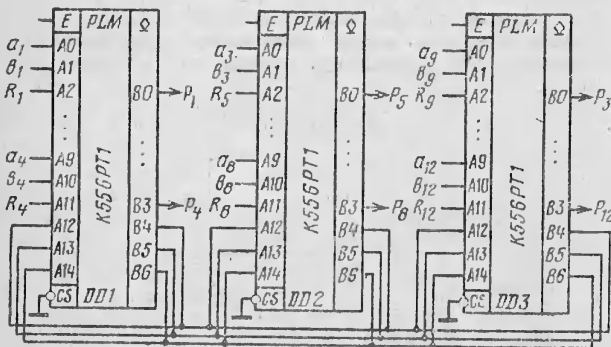 E PLM Ω
a₁ A0
B₁ A1
R₁ A2
B0 P₁
a₄ A9
B₄ A10
R₄ A11
A12
A13
A14
B3 P₄
B4
B5
B6
K556PT1
CS DD1
E PLM Ω
a₃ A0
B₃ A1
R₅ A2
B0 P₅
a₈ A9
B₈ A10
R₈ A11
A12
A13
A14
B3 P₈
B4
B5
B6
K556PT1
CS DD2
E PLM Ω
a₉ A0
B₉ A1
R₉ A2
B0 P₃
a₁₂ A9
B₁₂ A10
R₁₂ A11
A12
A13
A14
B3 P₁₂
B4
B5
B6
K556PT1
CE DD3